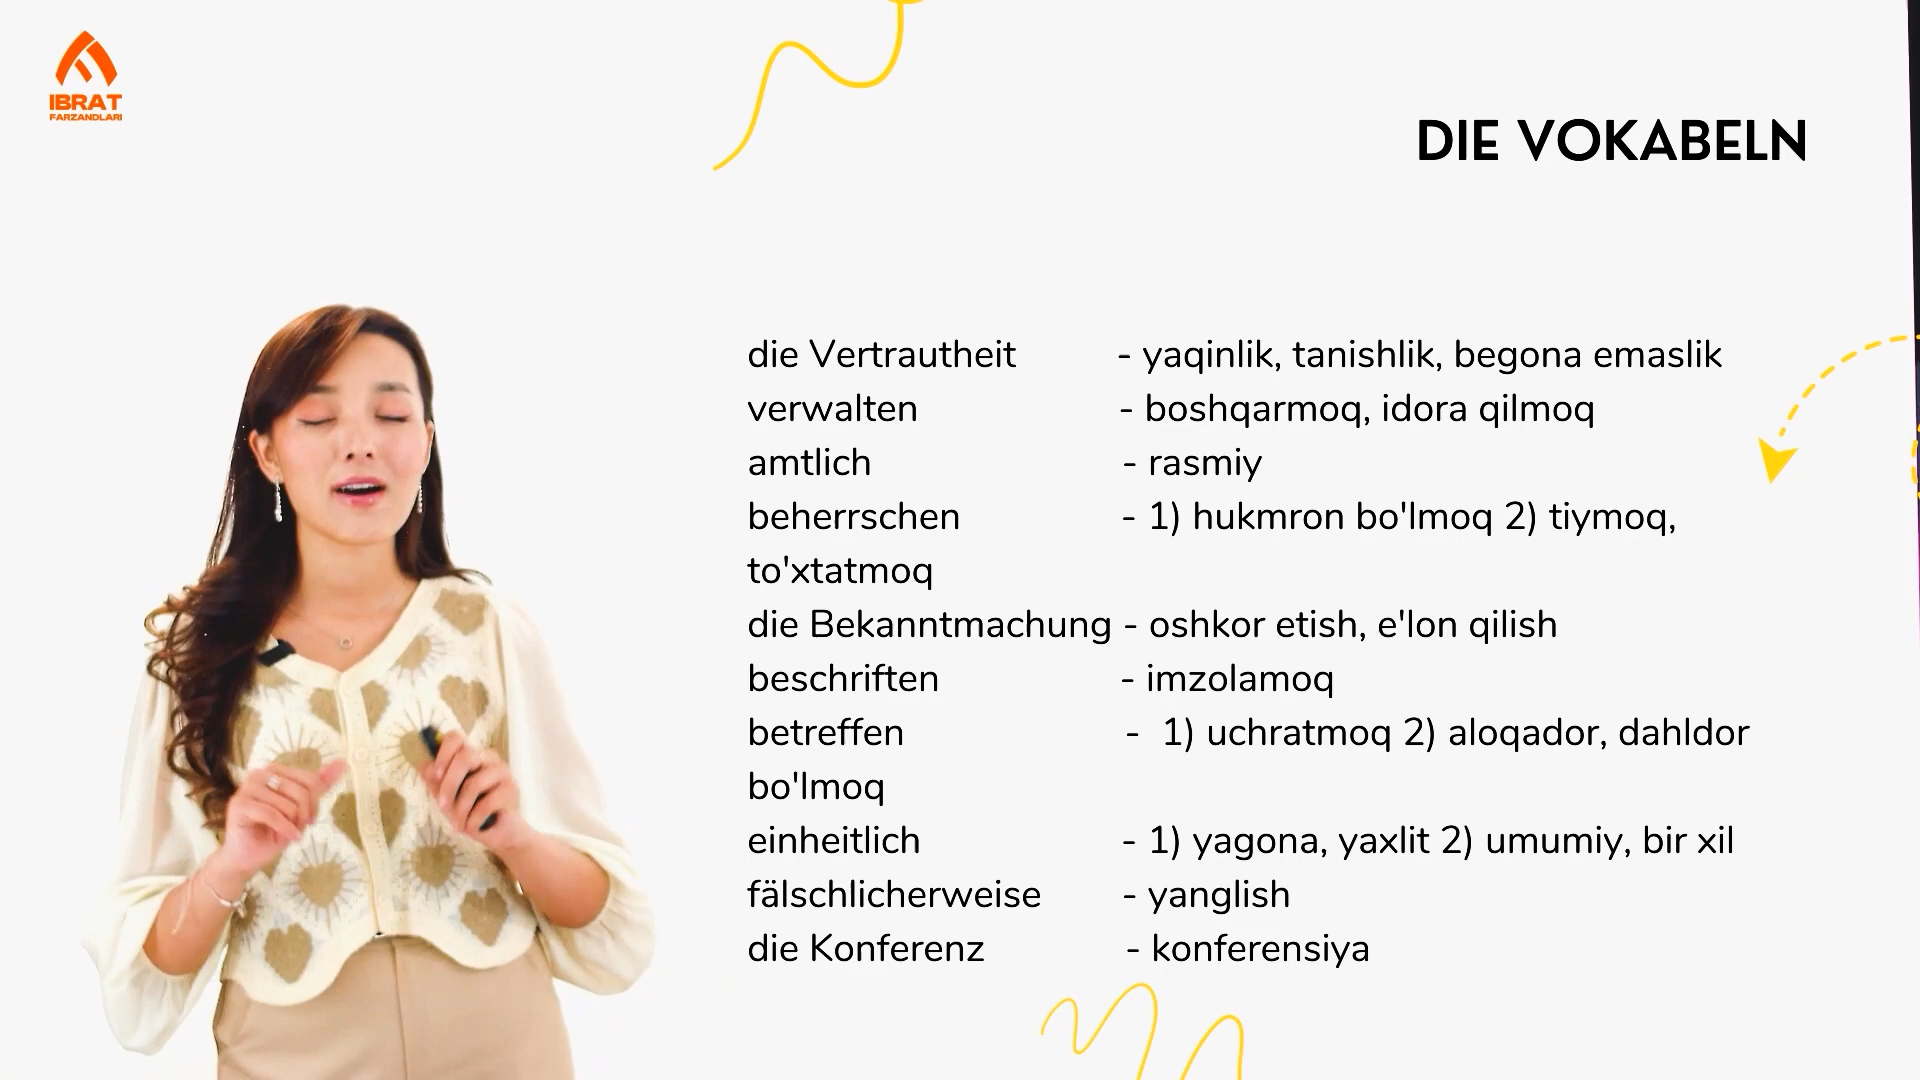 IBRAT
FARZANDLARI
DIE VOKABELN
die Vertrautheit - yaqinlik, tanishlik, begona emaslik
verwalten - boshqarmoq, idora qilmoq
amtlich - rasmiy
beherrschen - 1) hukmron bo'lmoq 2) tiymoq,
to'xtatmoq
die Bekanntmachung - oshkor etish, e'lon qilish
beschriften - imzolamoq
betreffen - 1) uchratmoq 2) aloqador, dahldor
bo'lmoq
einheitlich - 1) yagona, yaxlit 2) umumiy, bir xil
fälschlicherweise - yanglish
die Konferenz - konferensiya